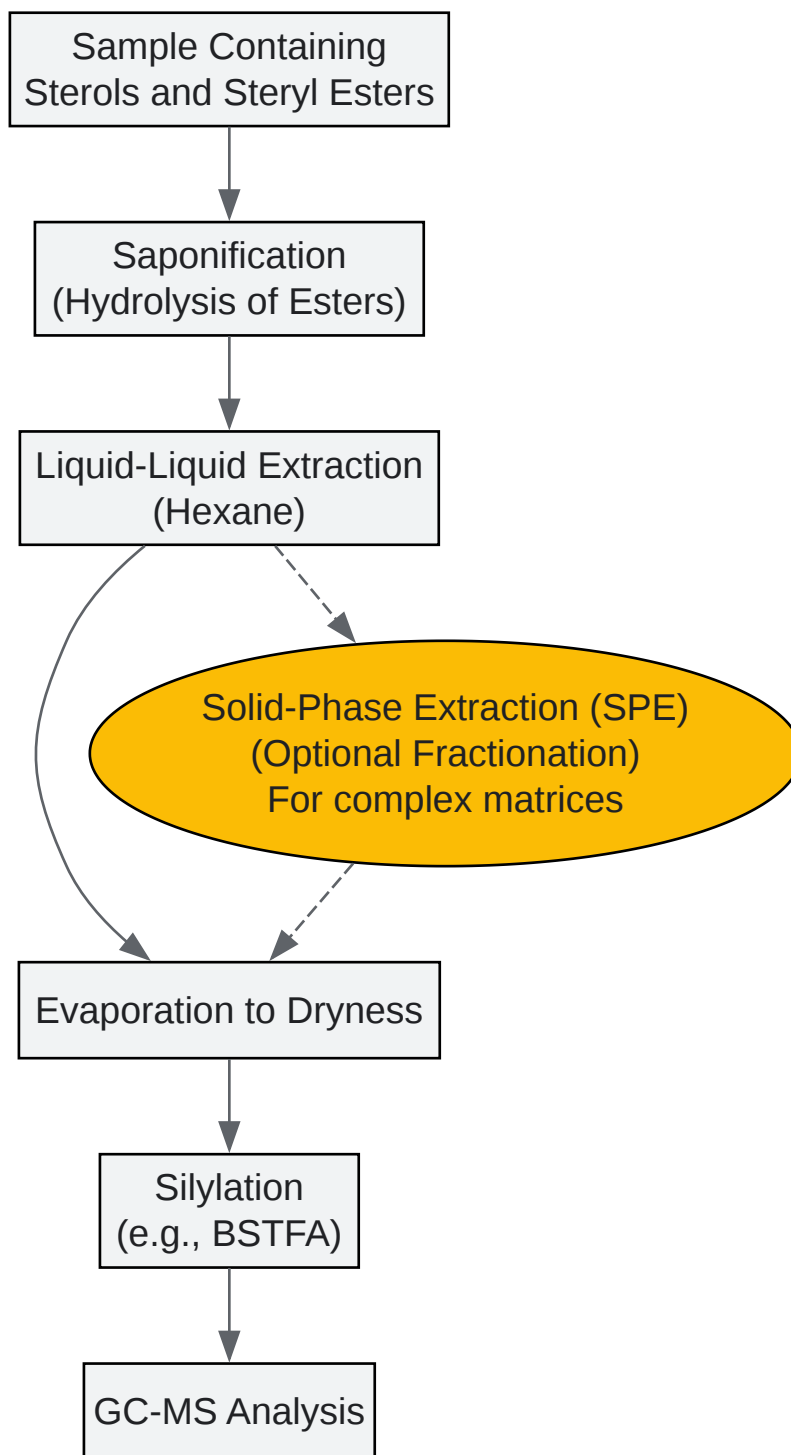 Sample Containing
Sterols and Steryl Esters
Saponification
(Hydrolysis of Esters)
Liquid-Liquid Extraction
(Hexane)
Solid-Phase Extraction (SPE)
(Optional Fractionation)
For complex matrices
Evaporation to Dryness
Silylation
(e.g., BSTFA)
GC-MS Analysis